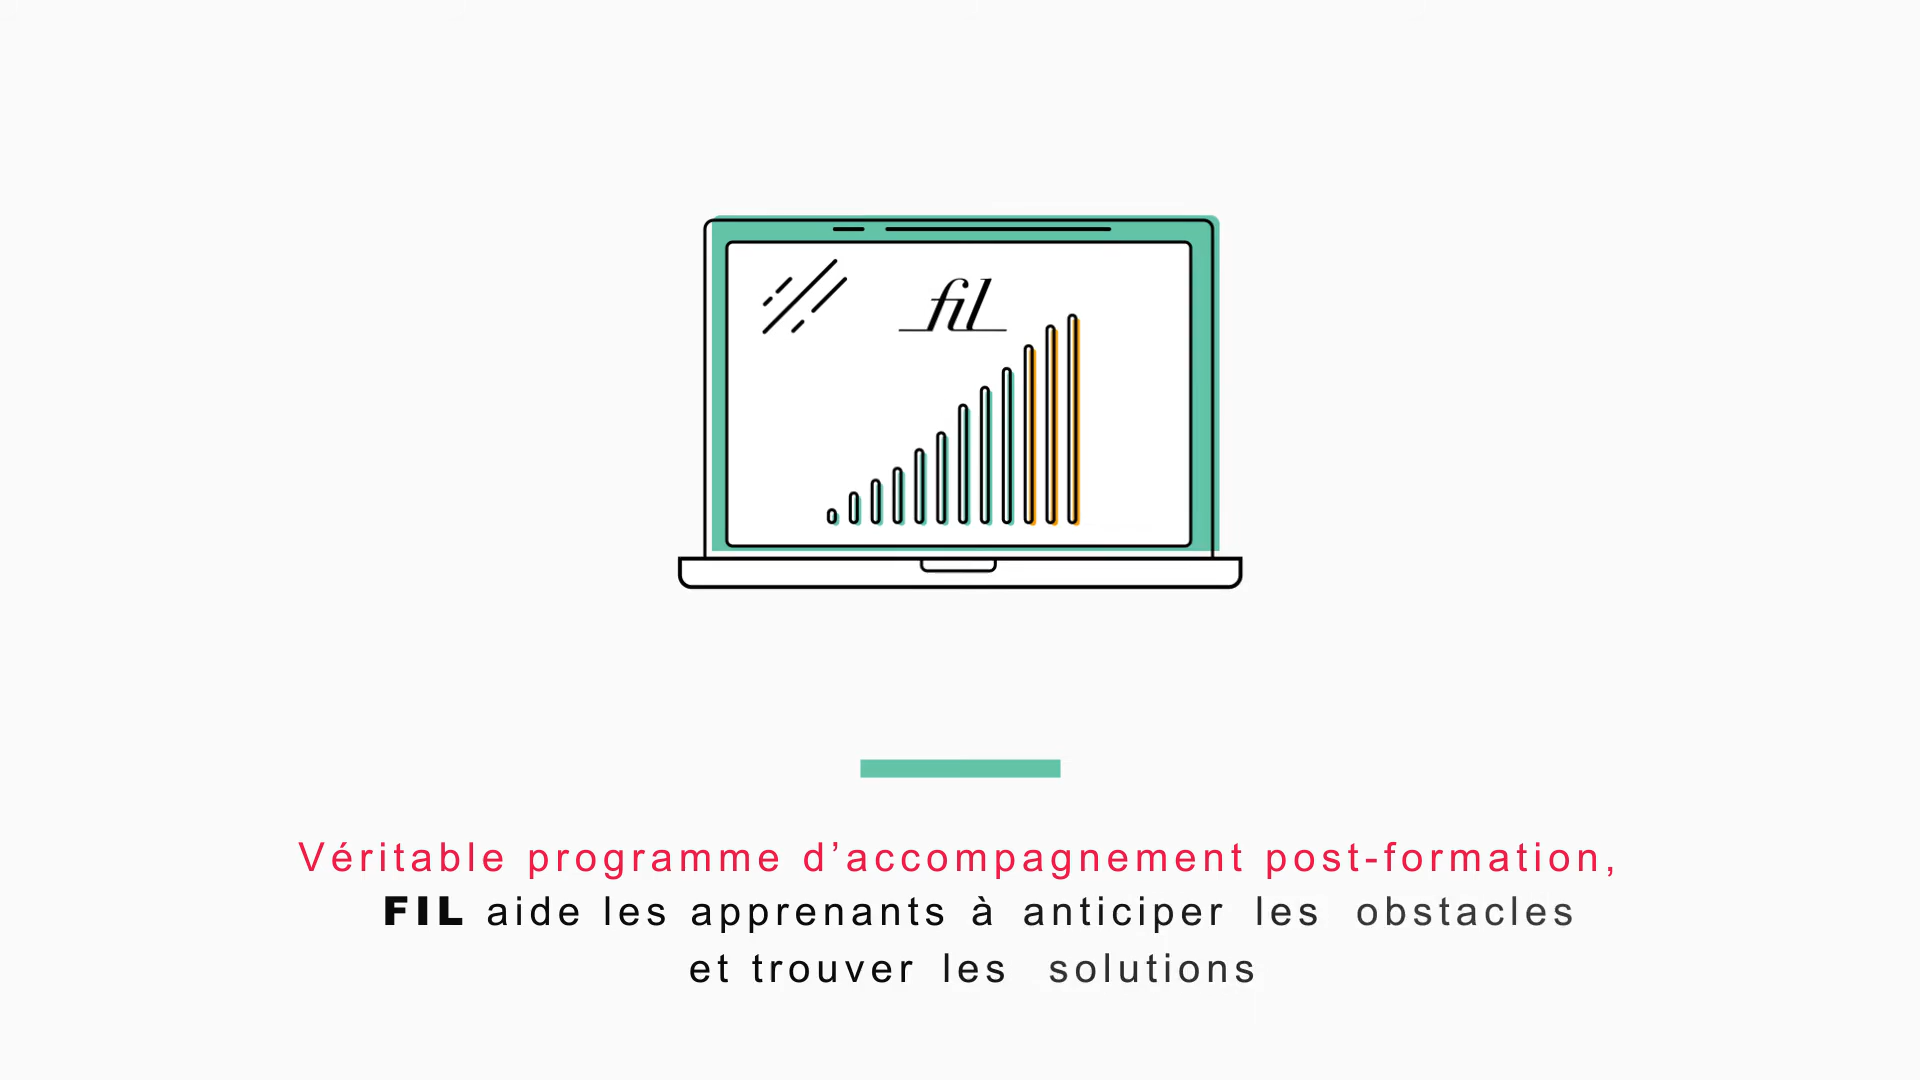 fil
Véritable programme d’accompagnement post-formation,
FIL aide les apprenants à anticiper les obstacles
et trouver les solutions